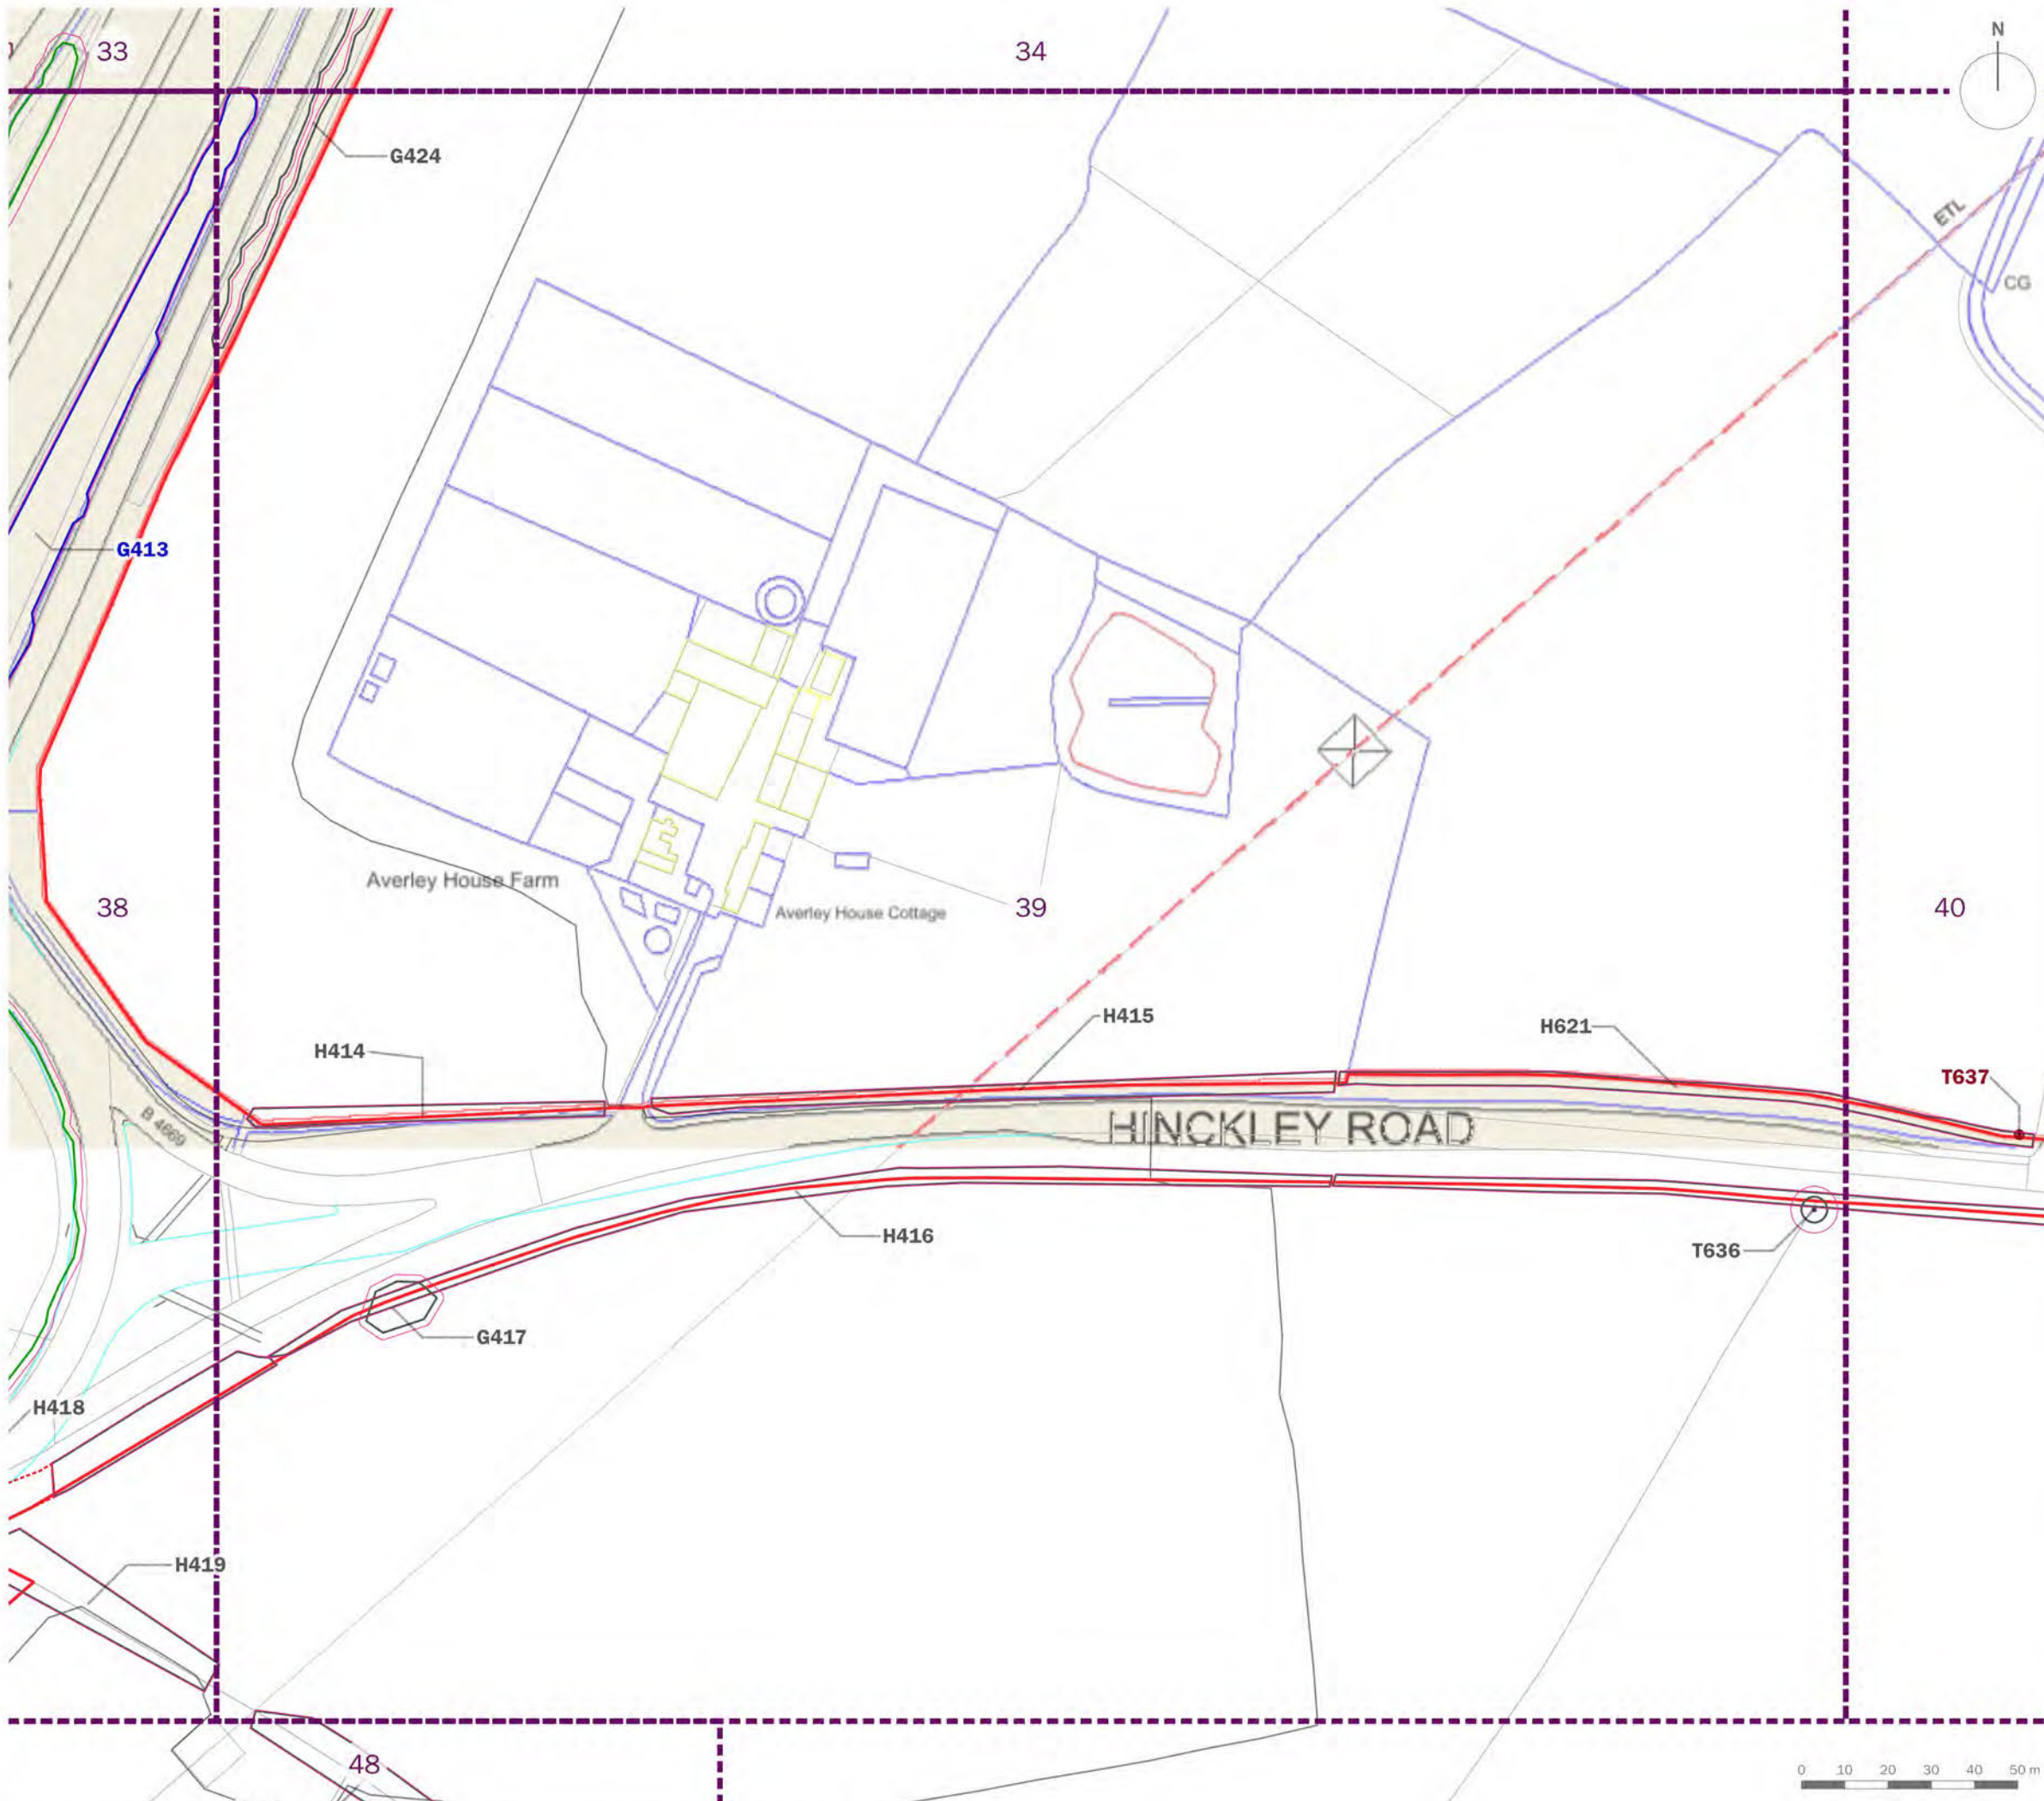 33
34
N
G424
ETL
CG
G413
38
Averley House Farm
Averley House Cottage
39
40
H415
H621
H414
T637
B 4669
HINCKLEY ROAD
H416
T636
G417
H418
H419
48
0 10 20 30 40 50 m